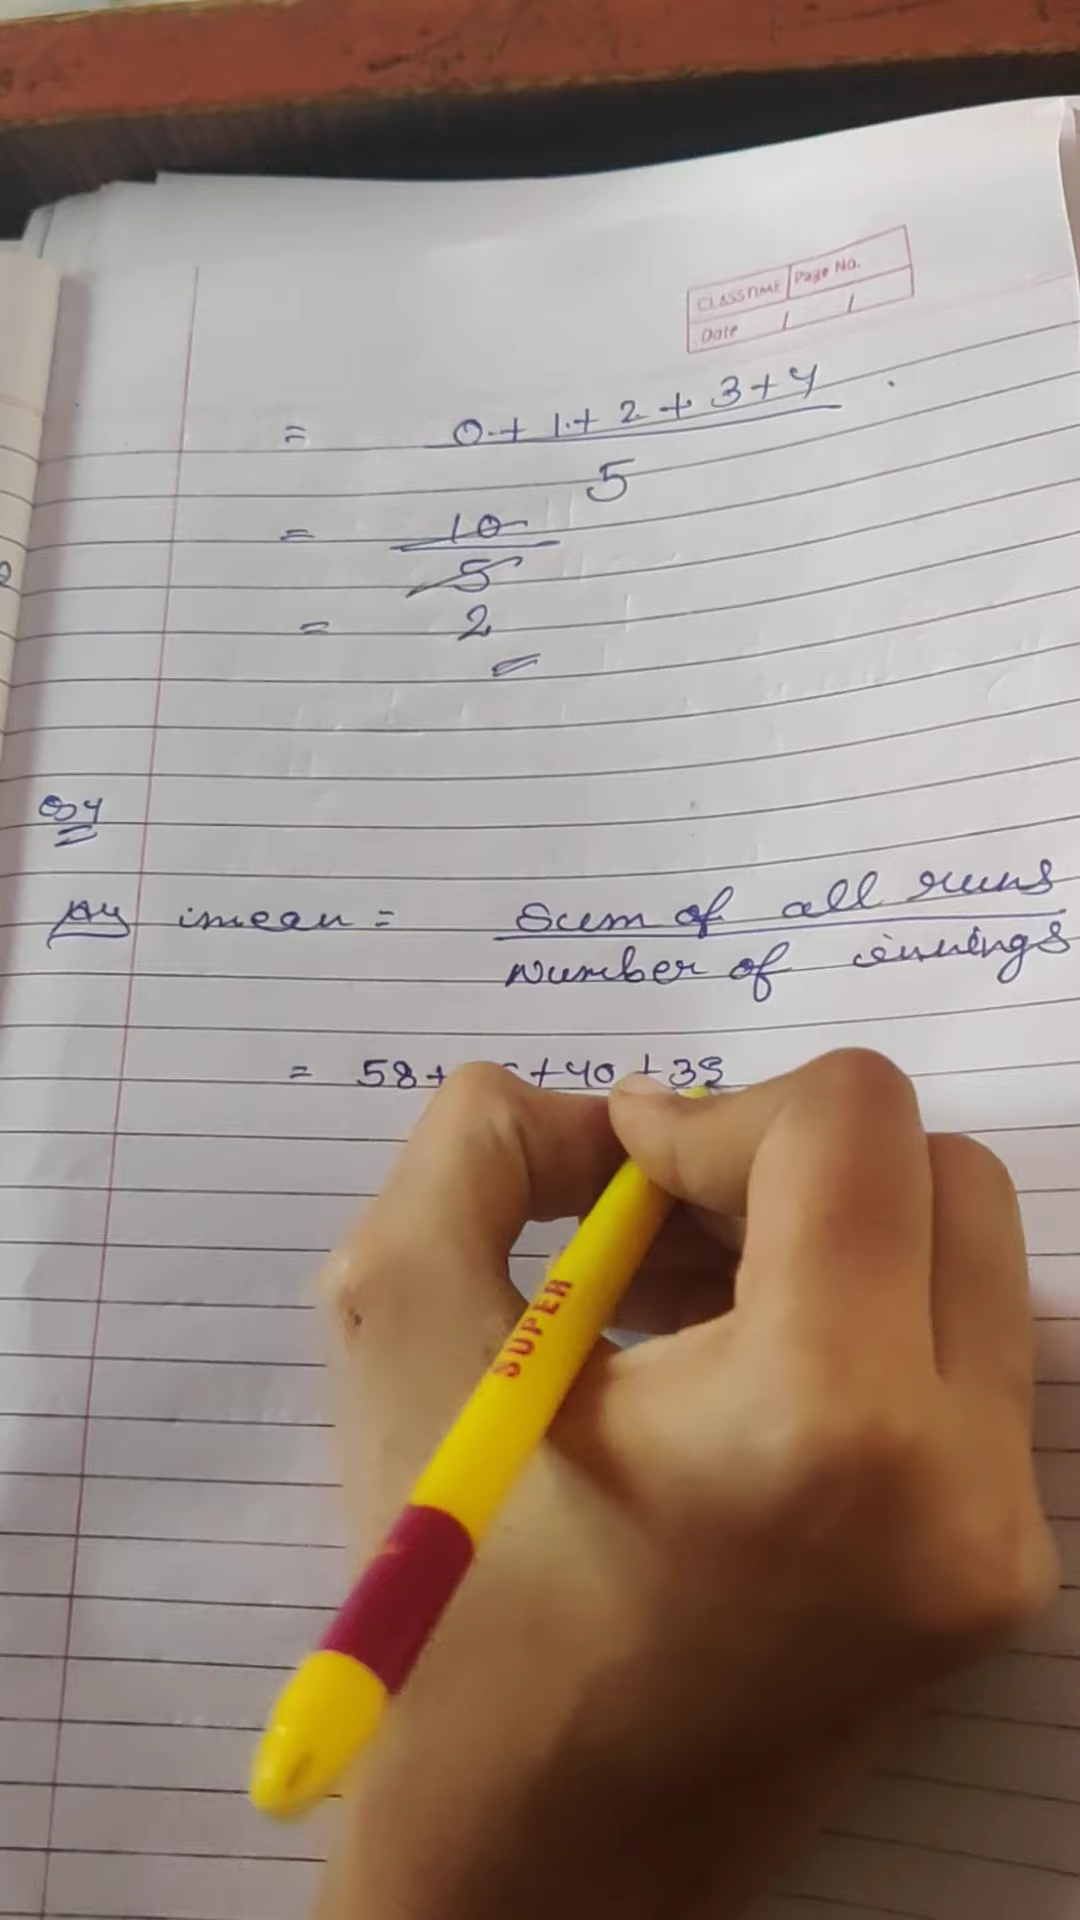 CLASSTIME Page No.
Date / /
= 0 + 1 + 2 + 3 + 4
5
= 10
5
= 2
Q4
Ay mean = Sum of all runs
Number of innings
= 58 + + 40 + 38
SUPER